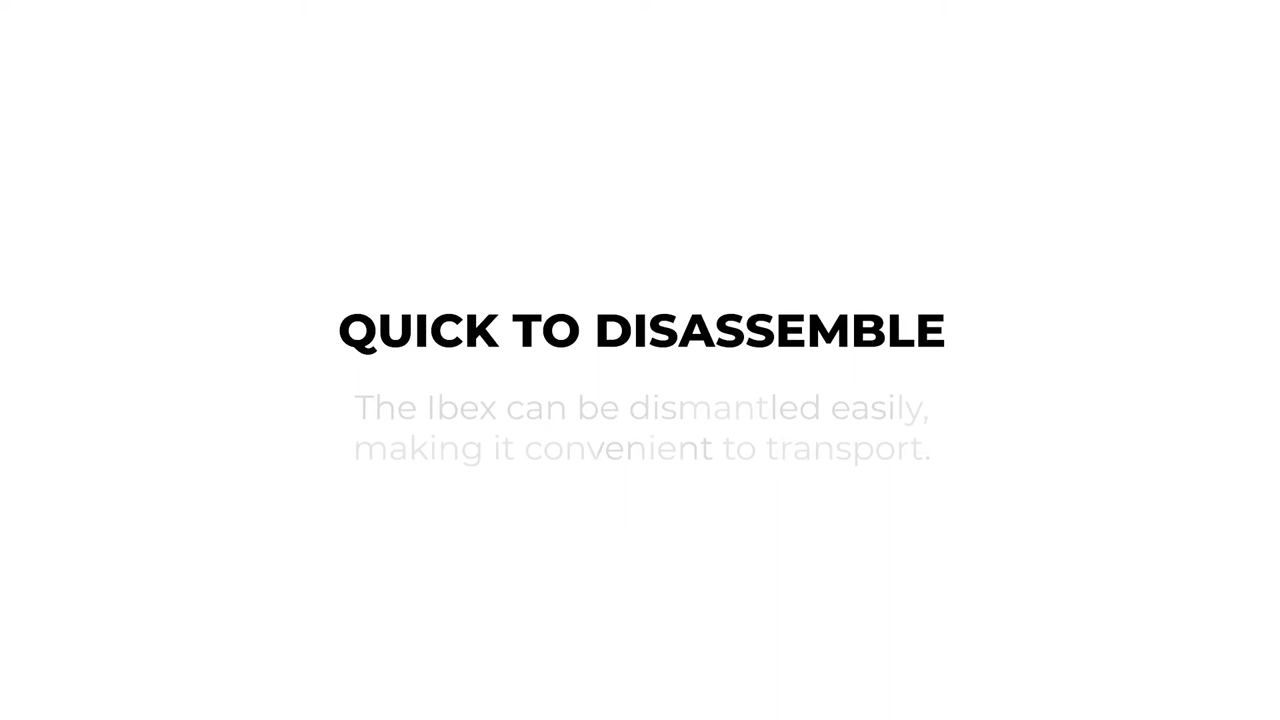 QUICK TO DISASSEMBLE
The Ibex can be dismantled easily,
making it convenient to transport.